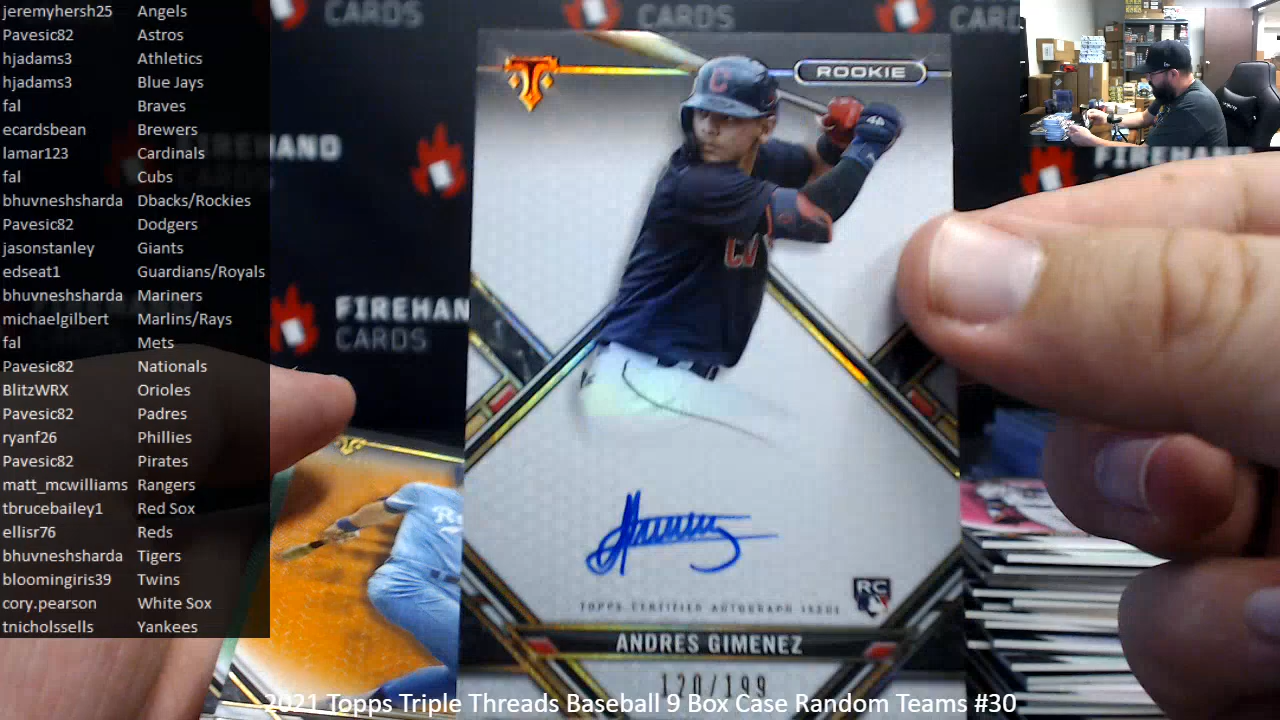 jeremyhersh25 Angels
Pavesic82 Astros
hjadams3 Athletics
hjadams3 Blue Jays
fal Braves
ecardsbean Brewers
lamar123 Cardinals
fal Cubs
bhuvneshsharda Dbacks/Rockies
Pavesic82 Dodgers
jasonstanley Giants
edseat1 Guardians/Royals
bhuvneshsharda Mariners
michaelgilbert Marlins/Rays
fal Mets
Pavesic82 Nationals
BlitzWRX Orioles
Pavesic82 Padres
ryanf26 Phillies
Pavesic82 Pirates
matt_mcwilliams Rangers
tbrucebailey1 Red Sox
ellisr76 Reds
bhuvneshsharda Tigers
bloomingiris39 Twins
cory.pearson White Sox
tnicholssells Yankees
CARDS
CARDS
ROOKIE
C
FIREHAN
CARDS
TOPPS CERTIFIED AUTOGRAPH ISSUE
RC
ANDRES GIMENEZ
120/199
2021 Topps Triple Threads Baseball 9 Box Case Random Teams #30